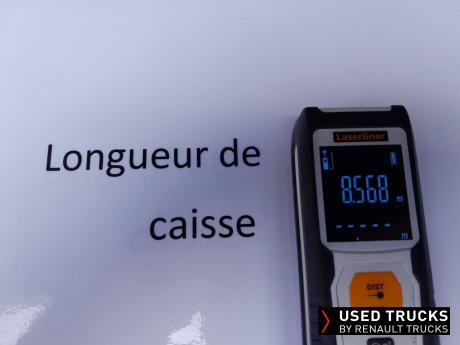 Longueur de
caisse
Laserliner
8.568 m
- - - - - m
DIST
USED TRUCKS
BY RENAULT TRUCKS